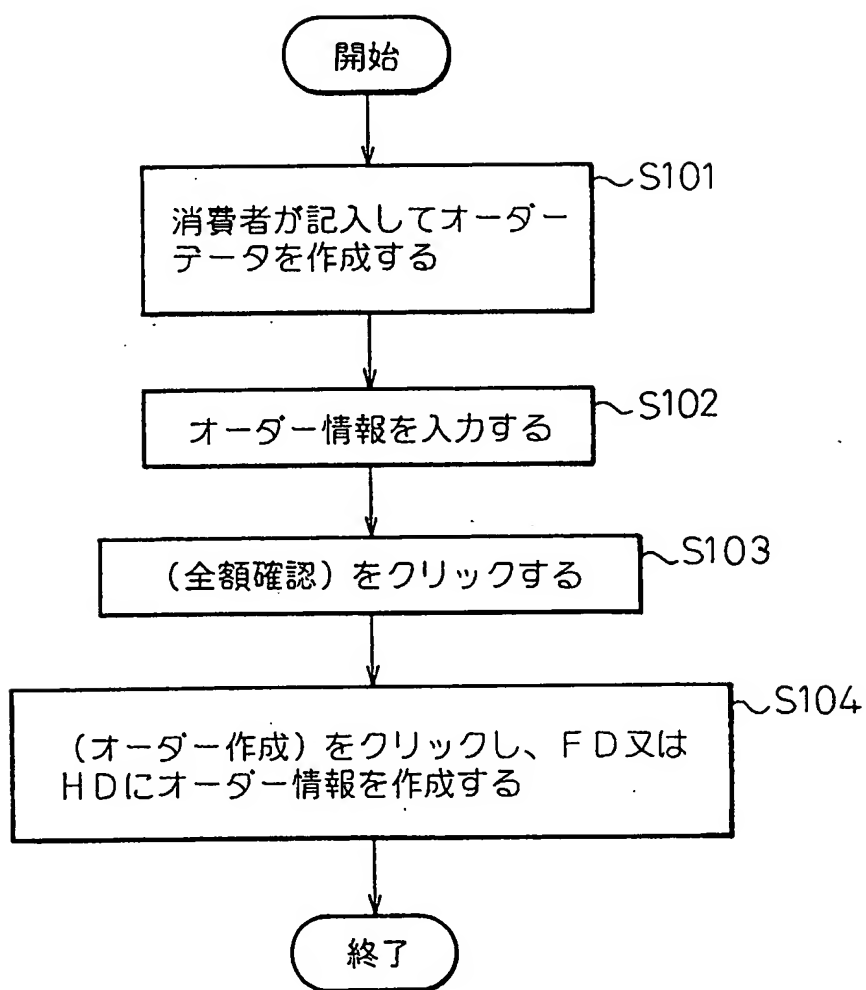 開始
S101
消費者が記入してオーダー
データを作成する
S102
オーダー情報を入力する
S103
(全額確認)をクリックする
S104
(オーダー作成)をクリックし、FD又は
HDにオーダー情報を作成する
終了